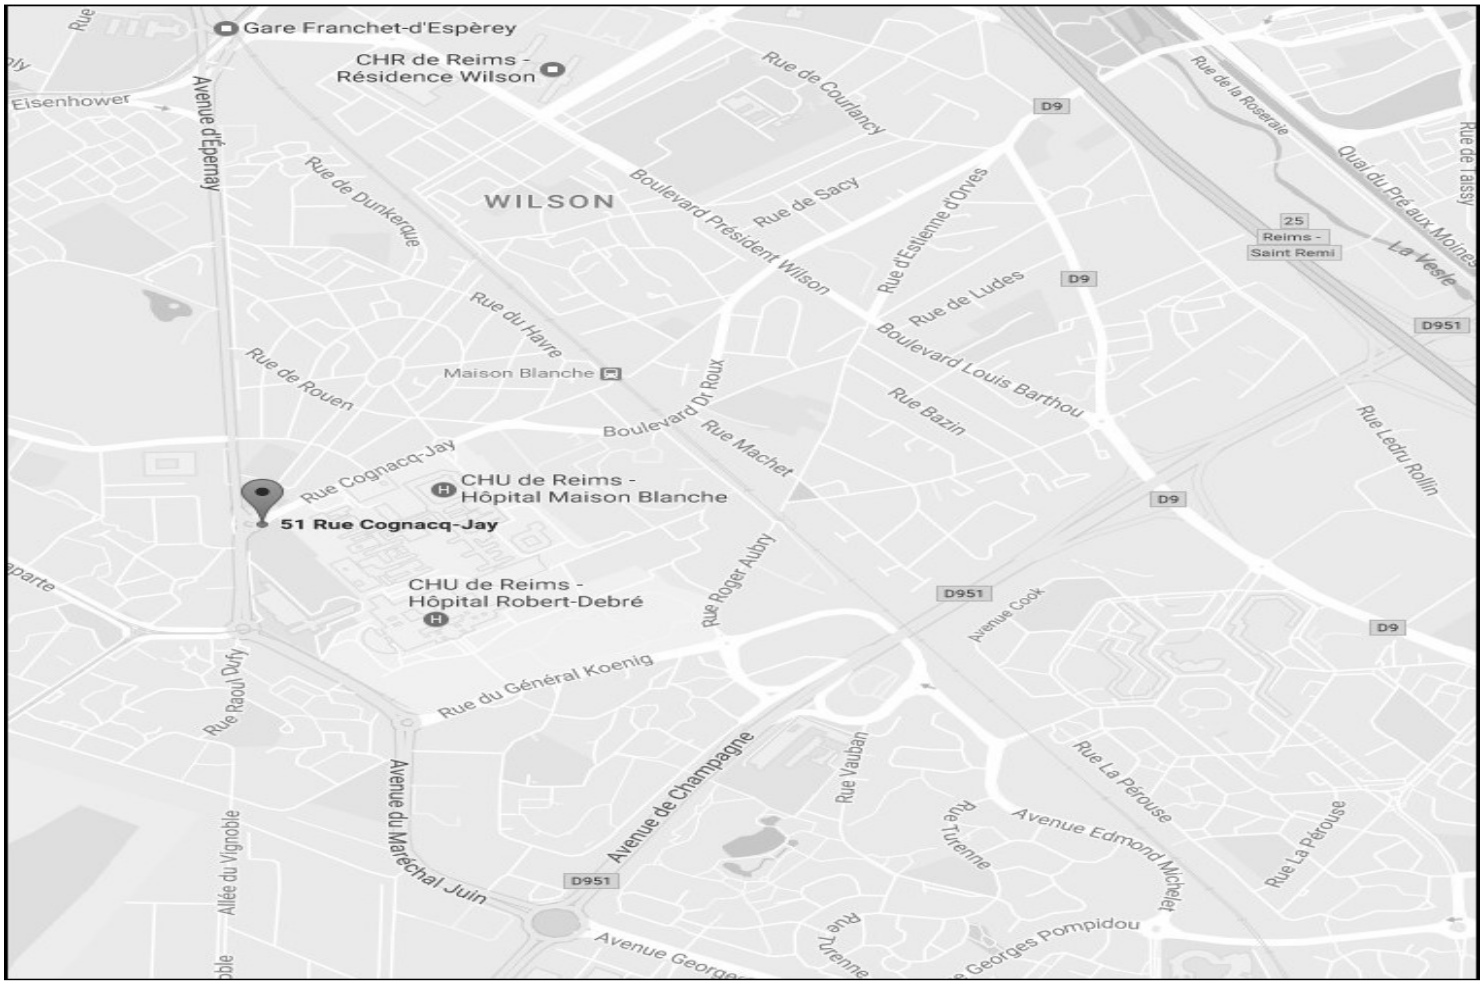 Rue
Gare Franchet-d'Espèrey
CHR de Reims -
Résidence Wilson
Rue de Courlancy
Eisenhower
Avenue d'Épernay
D9
Rue de la Roseraie
Rue de Taissy
Quai du Pré aux Moines
Rue de Dunkerque
WILSON
Boulevard Président Wilson
Rue de Sacy
Rue d'Estienne d'Orves
25
Reims -
Saint Remi
La Vesle
D9
Rue de Ludes
D951
Rue du Havre
Boulevard Louis Barthou
Rue de Rouen
Maison Blanche
Boulevard Dr Roux
Rue Bazin
Rue Machet
Rue Ledru Rollin
Rue Cognacq-Jay
CHU de Reims -
Hôpital Maison Blanche
D9
51 Rue Cognacq-Jay
aparte
CHU de Reims -
Hôpital Robert-Debré
Rue Roger Aubry
D951
Avenue Cook
D9
Rue Raoul Dufy
Rue du Général Koenig
Avenue de Champagne
Rue Vauban
Rue La Pérouse
Avenue du Maréchal Juin
Allée du Vignoble
Rue Turenne
Avenue Edmond Michelet
Rue La Pérouse
D951
Rue Turenne
Avenue George
e Georges Pompidou
oble